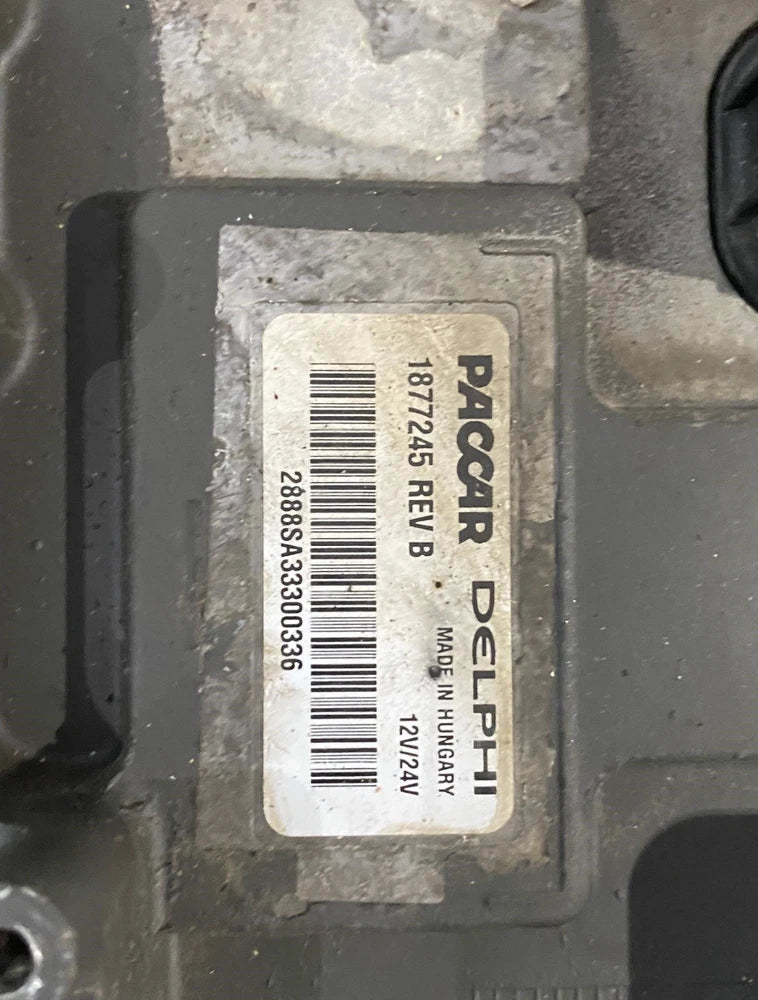 PACCAR DELPHI
MADE IN HUNGARY
1877245 REV B 12V/24V
2888SA33300336